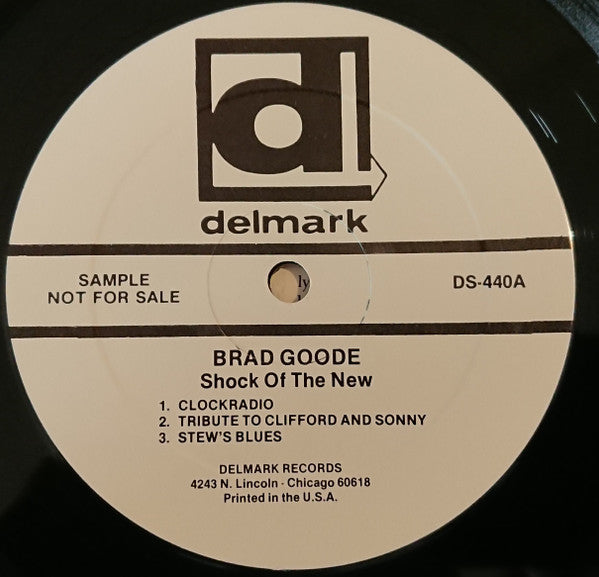 d
delmark
SAMPLE
NOT FOR SALE
DS-440A
BRAD GOODE
Shock Of The New
1. CLOCKRADIO
2. TRIBUTE TO CLIFFORD AND SONNY
3. STEW'S BLUES
DELMARK RECORDS
4243 N. Lincoln - Chicago 60618
Printed in the U.S.A.